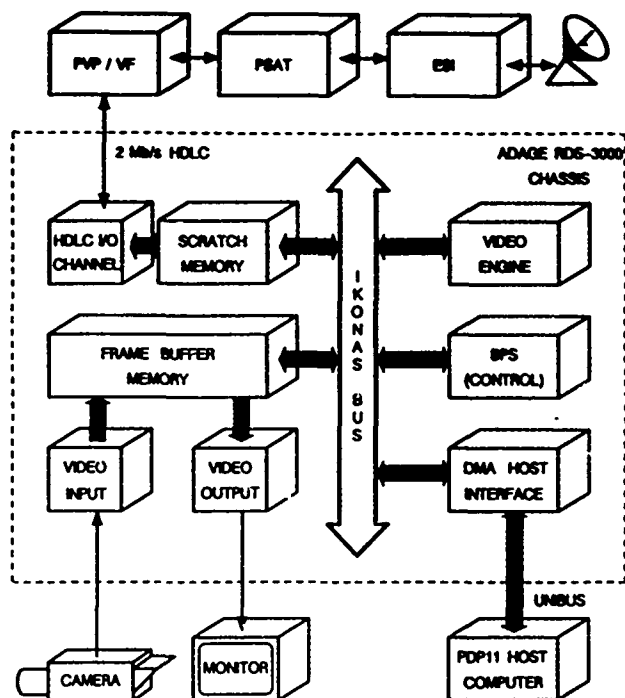 PVP / VF
PSAT
ESI
2 Mb/s HDLC
ADAGE RDS-3000
CHASSIS
HDLC I/O
CHANNEL
SCRATCH
MEMORY
IKONAS BUS
VIDEO
ENGINE
FRAME BUFFER
MEMORY
BPS
(CONTROL)
VIDEO
INPUT
VIDEO
OUTPUT
DMA HOST
INTERFACE
UNIBUS
CAMERA
MONITOR
PDP11 HOST
COMPUTER